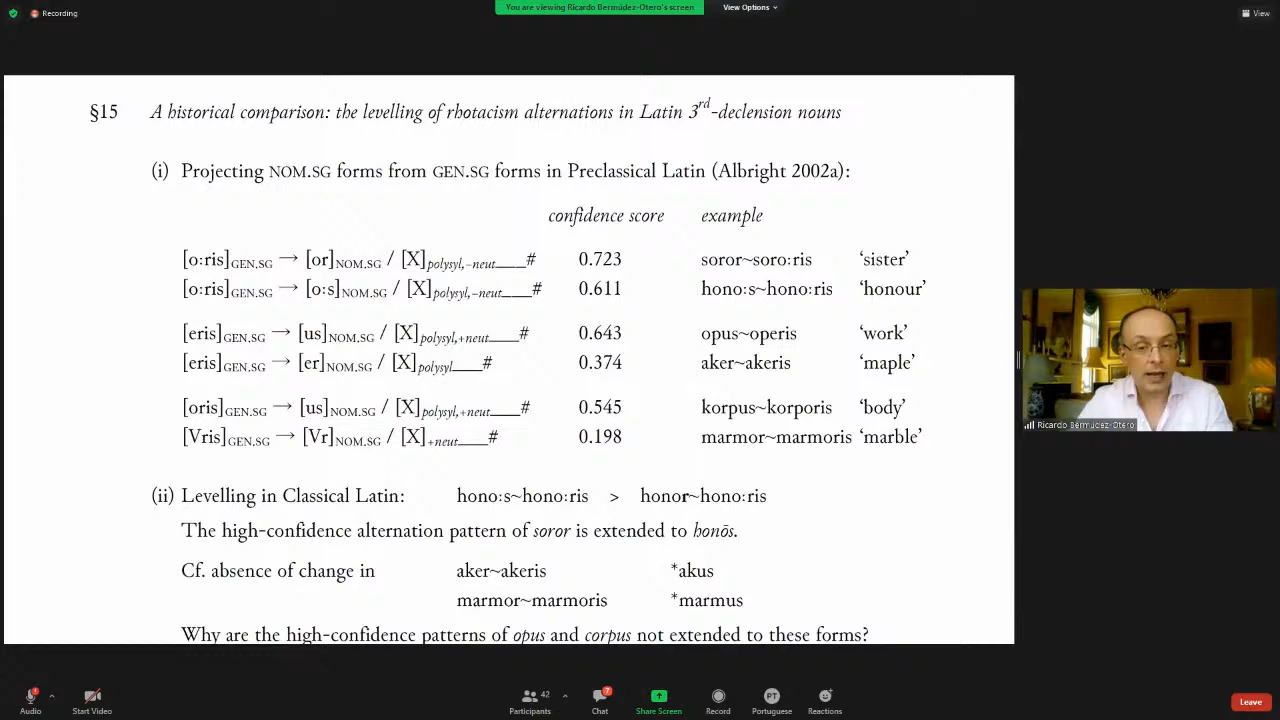 Recording
You are viewing Ricardo Bermúdez-Otero's screen
View Options
View
§15 A historical comparison: the levelling of rhotacism alternations in Latin 3rd-declension nouns
(i) Projecting NOM.SG forms from GEN.SG forms in Preclassical Latin (Albright 2002a):
confidence score example
[o:ris]GEN.SG → [or]NOM.SG / [X]polysyl,–neut____# 0.723 soror~soro:ris 'sister'
[o:ris]GEN.SG → [o:s]NOM.SG / [X]polysyl,–neut____# 0.611 hono:s~hono:ris 'honour'
[eris]GEN.SG → [us]NOM.SG / [X]polysyl,+neut____# 0.643 opus~operis 'work'
[eris]GEN.SG → [er]NOM.SG / [X]polysyl____# 0.374 aker~akeris 'maple'
[oris]GEN.SG → [us]NOM.SG / [X]polysyl,+neut____# 0.545 korpus~korporis 'body'
[Vris]GEN.SG → [Vr]NOM.SG / [X]+neut____# 0.198 marmor~marmoris 'marble'
(ii) Levelling in Classical Latin: hono:s~hono:ris > honor~hono:ris
The high-confidence alternation pattern of soror is extended to honōs.
Cf. absence of change in aker~akeris *akus
marmor~marmoris *marmus
Why are the high-confidence patterns of opus and corpus not extended to these forms?
Ricardo Bermúdez-Otero
Audio
Start Video
Participants 42
Chat 7
Share Screen
Record
PT Portuguese
Reactions
Leave